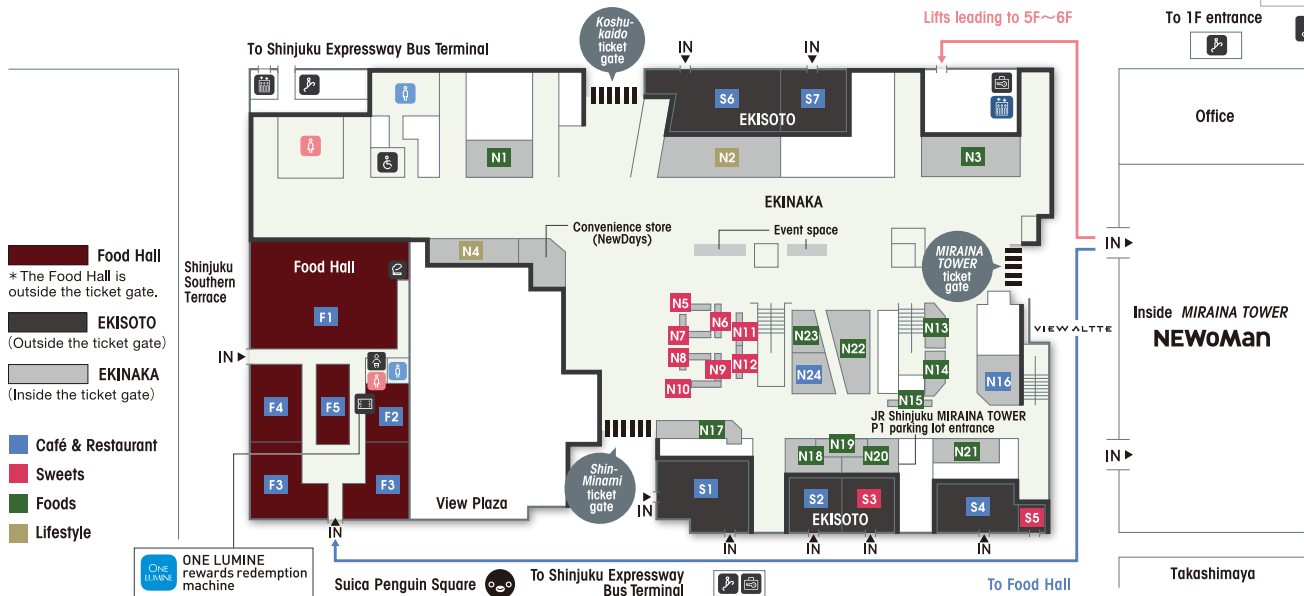 Lifts leading to 5F〜6F
To 1F entrance
Koshu-
kaido
ticket
gate
To Shinjuku Expressway Bus Terminal
IN
IN
S6
S7
EKISOTO
Office
N1
N2
N3
EKINAKA
Convenience store
(NewDays)
Event space
N4
MIRAINA
TOWER
ticket
gate
IN
Food Hall
* The Food Hall is
outside the ticket gate.
EKISOTO
(Outside the ticket gate)
EKINAKA
(Inside the ticket gate)
Café & Restaurant
Sweets
Foods
Lifestyle
Shinjuku
Southern
Terrace
IN
Food Hall
F1
F4
F5
F2
F3
F3
IN
View Plaza
N5
N6
N7
N8
N9
N10
N11
N12
N23
N24
N22
N13
N14
N15
N16
VIEW ALTTE
Inside MIRAINA TOWER
NEWoMan
JR Shinjuku MIRAINA TOWER
P1 parking lot entrance
N17
N18
N19
N20
N21
IN
Shin-
Minami
ticket
gate
IN
S1
S2
S3
EKISOTO
S4
S5
IN
IN
IN
IN
ONE
LUMINE
ONE LUMINE
rewards redemption
machine
Suica Penguin Square
To Shinjuku Expressway
Bus Terminal
To Food Hall
Takashimaya